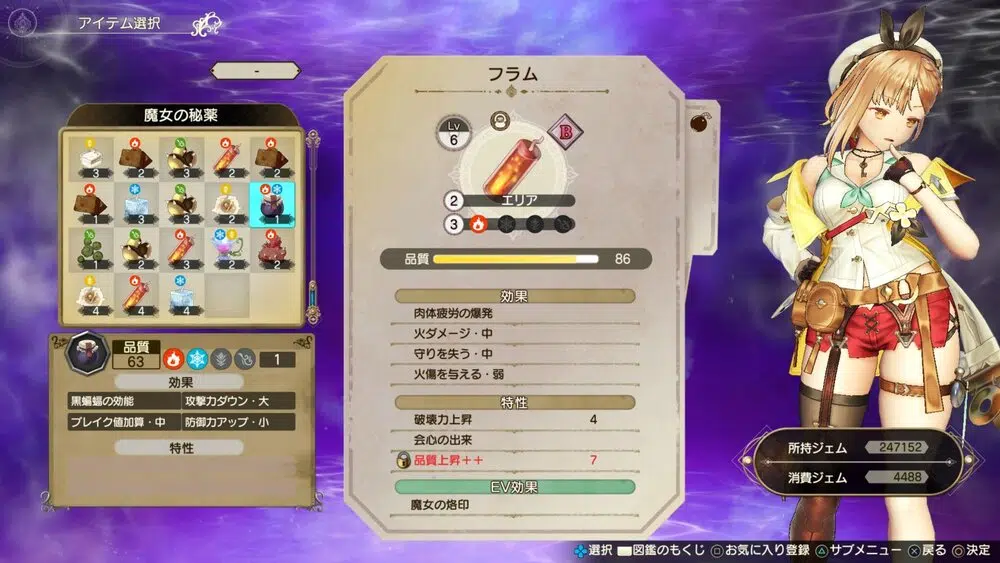 アイテム選択
-
魔女の秘薬
3 2 3 2 2
1 3 3 2 1
1 2 3 2 2
4 4 4
品質
63
1
効果
黒蝙蝠の効能 攻撃力ダウン・大
ブレイク値加算・中 防御力アップ・小
特性
フラム
Lv
6
B
2 エリア
3
品質 86
効果
肉体疲労の爆発
火ダメージ・中
守りを失う・中
火傷を与える・弱
特性
破壊力上昇 4
会心の出来
品質上昇++ 7
EV効果
魔女の烙印
所持ジェム 247152
消費ジェム 4488
選択 図鑑のもくじ お気に入り登録 サブメニュー 戻る 決定